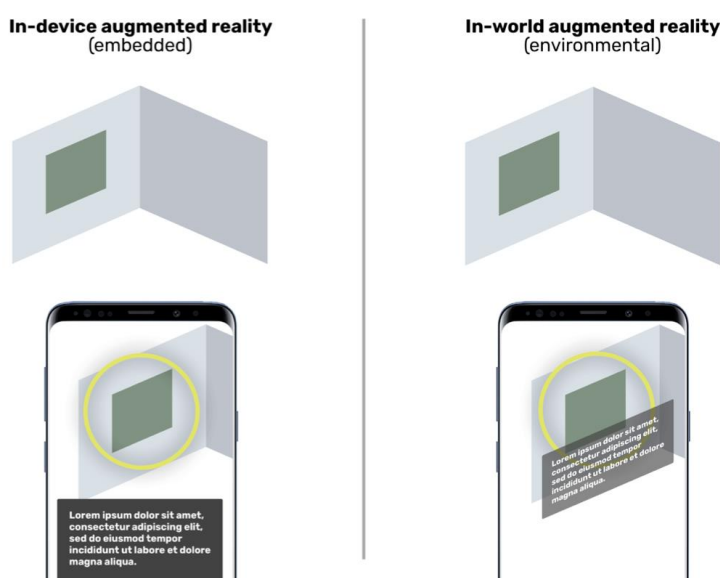 In-device augmented reality
(embedded)
Lorem ipsum dolor sit amet,
consectetur adipiscing elit,
sed do eiusmod tempor
incididunt ut labore et dolore
magna aliqua.
In-world augmented reality
(environmental)
Lorem ipsum dolor sit amet,
consectetur adipiscing elit,
sed do eiusmod tempor
incididunt ut labore et dolore
magna aliqua.